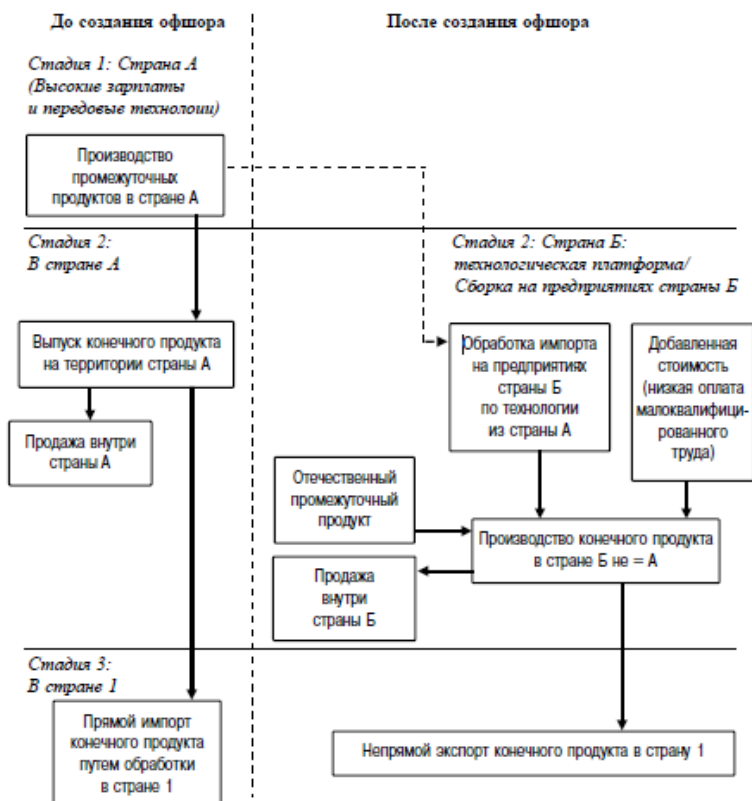 До создания офшора
После создания офшора
Стадия 1: Страна А
(Высокие зарплаты
и передовые технолоии)
Производство
промежуточных
продуктов в стране А
Стадия 2:
В стране А
Стадия 2: Страна Б:
технологическая платформа/
Сборка на предприятиях страны Б
Выпуск конечного продукта
на территории страны А
Обработка импорта
на предприятиях
страны Б
по технологии
из страны А
Добавленная
стоимость
(низкая оплата
малоквалифици-
рованного
труда)
Продажа внутри
страны А
Отечественный
промежуточный
продукт
Производство конечного продукта
в стране Б не = А
Продажа
внутри
страны Б
Стадия 3:
В стране 1
Прямой импорт
конечного продукта
путем обработки
в стране 1
Непрямой экспорт конечного продукта в страну 1